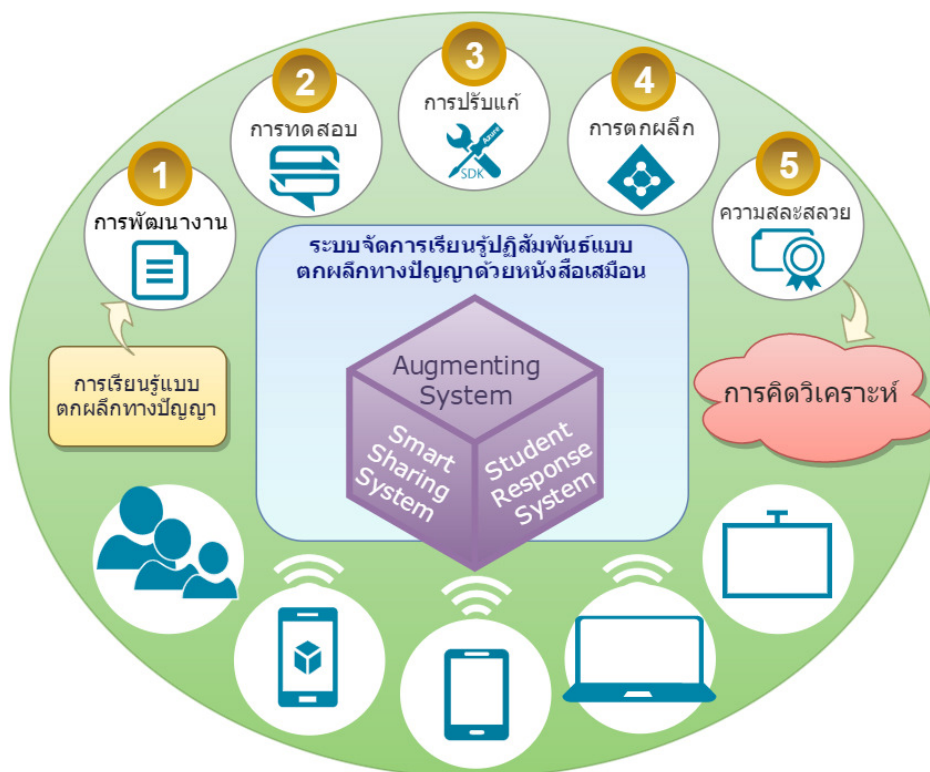 1
การพัฒนางาน
2
การทดสอบ
3
การปรับแก้
Azure
SDK
4
การตกผลึก
5
ความสละสลวย
ระบบจัดการเรียนรู้ปฏิสัมพันธ์แบบ
ตกผลึกทางปัญญาด้วยหนังสือเสมือน
Augmenting
System
Smart
Sharing
System
Student
Response
System
การเรียนรู้แบบ
ตกผลึกทางปัญญา
การคิดวิเคราะห์